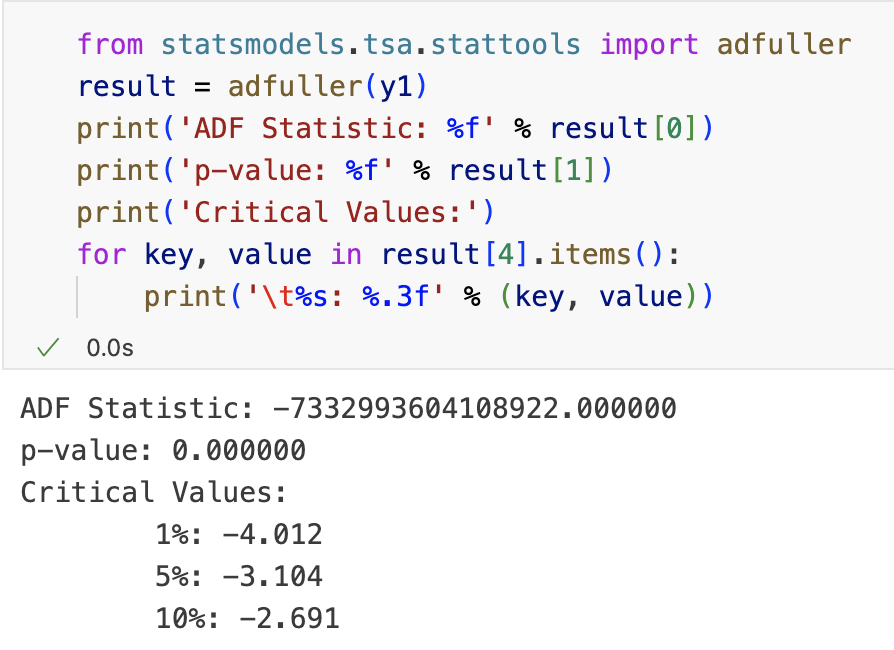 from statsmodels.tsa.stattools import adfuller
result = adfuller(y1)
print('ADF Statistic: %f' % result[0])
print('p-value: %f' % result[1])
print('Critical Values:')
for key, value in result[4].items():
    print('\t%s: %.3f' % (key, value))
✓ 0.0s
ADF Statistic: -7332993604108922.000000
p-value: 0.000000
Critical Values:
	1%: -4.012
	5%: -3.104
	10%: -2.691